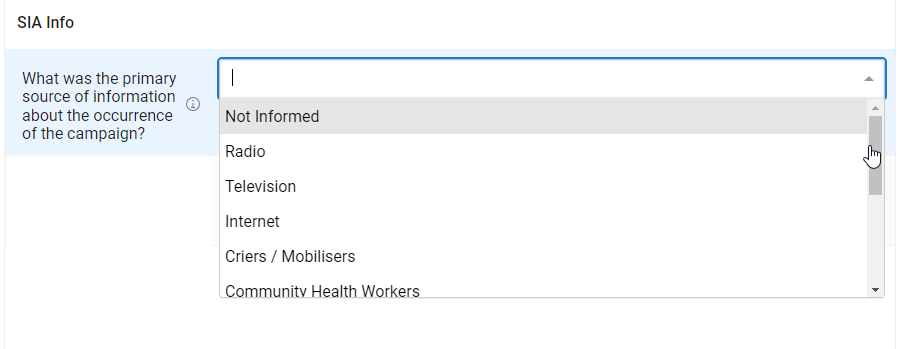 SIA Info
What was the primary
source of information
about the occurrence
of the campaign?
Not Informed
Radio
Television
Internet
Criers / Mobilisers
Community Health Workers